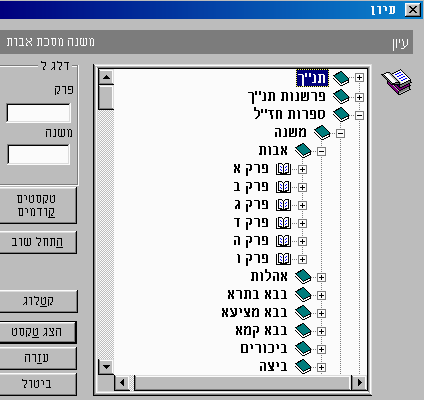 עיון
עיון
משנה מסכת אבות
תנ"ך
פרשנות תנ"ך
ספרות חז"ל
משנה
אבות
פרק א
פרק ב
פרק ג
פרק ד
פרק ה
פרק ו
אהלות
בבא בתרא
בבא מציעא
בבא קמא
ביכורים
ביצה
דלג ל
פרק
משנה
טקסטים
קודמים
התחל שוב
קטלוג
הצג טקסט
עזרה
ביטול